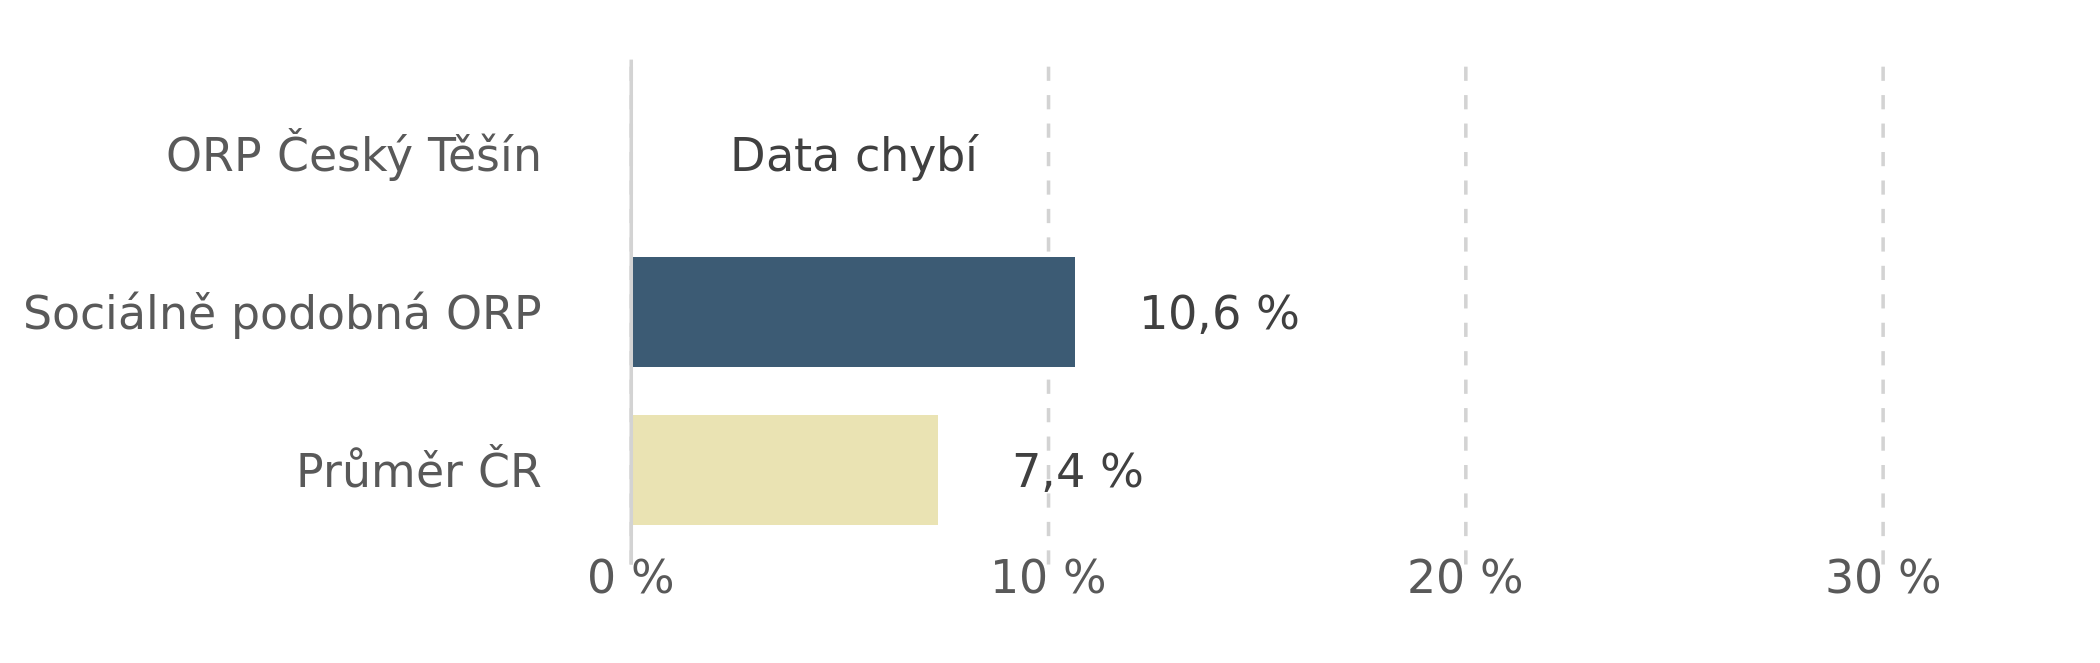 ORP Český Těšín
Data chybí
Sociálně podobná ORP
10,6 %
Průměr ČR
7,4 %
0 %
10 %
20 %
30 %